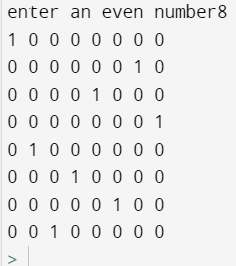 enter an even number8
1 0 0 0 0 0 0 0
0 0 0 0 0 0 1 0
0 0 0 0 1 0 0 0
0 0 0 0 0 0 0 1
0 1 0 0 0 0 0 0
0 0 0 1 0 0 0 0
0 0 0 0 0 1 0 0
0 0 1 0 0 0 0 0
>